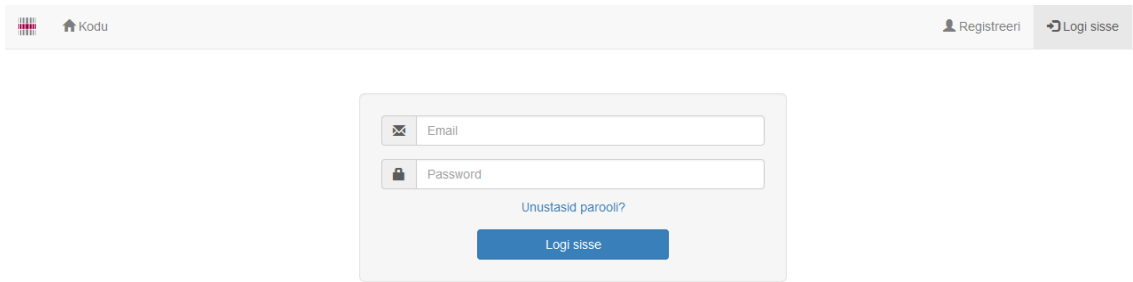 Kodu Registreeri Logi sisse
Email
Password
Unustasid parooli?
Logi sisse